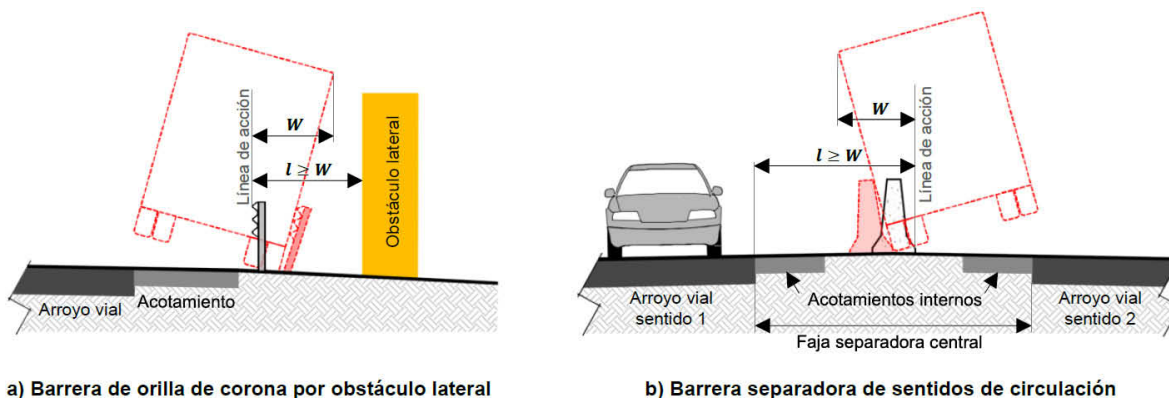 Línea de acción
W
l ≥ W
Obstáculo lateral
Arroyo vial
Acotamiento
a) Barrera de orilla de corona por obstáculo lateral
W
Línea de acción
l ≥ W
Arroyo vial
sentido 1
Acotamientos internos
Arroyo vial
sentido 2
Faja separadora central
b) Barrera separadora de sentidos de circulación